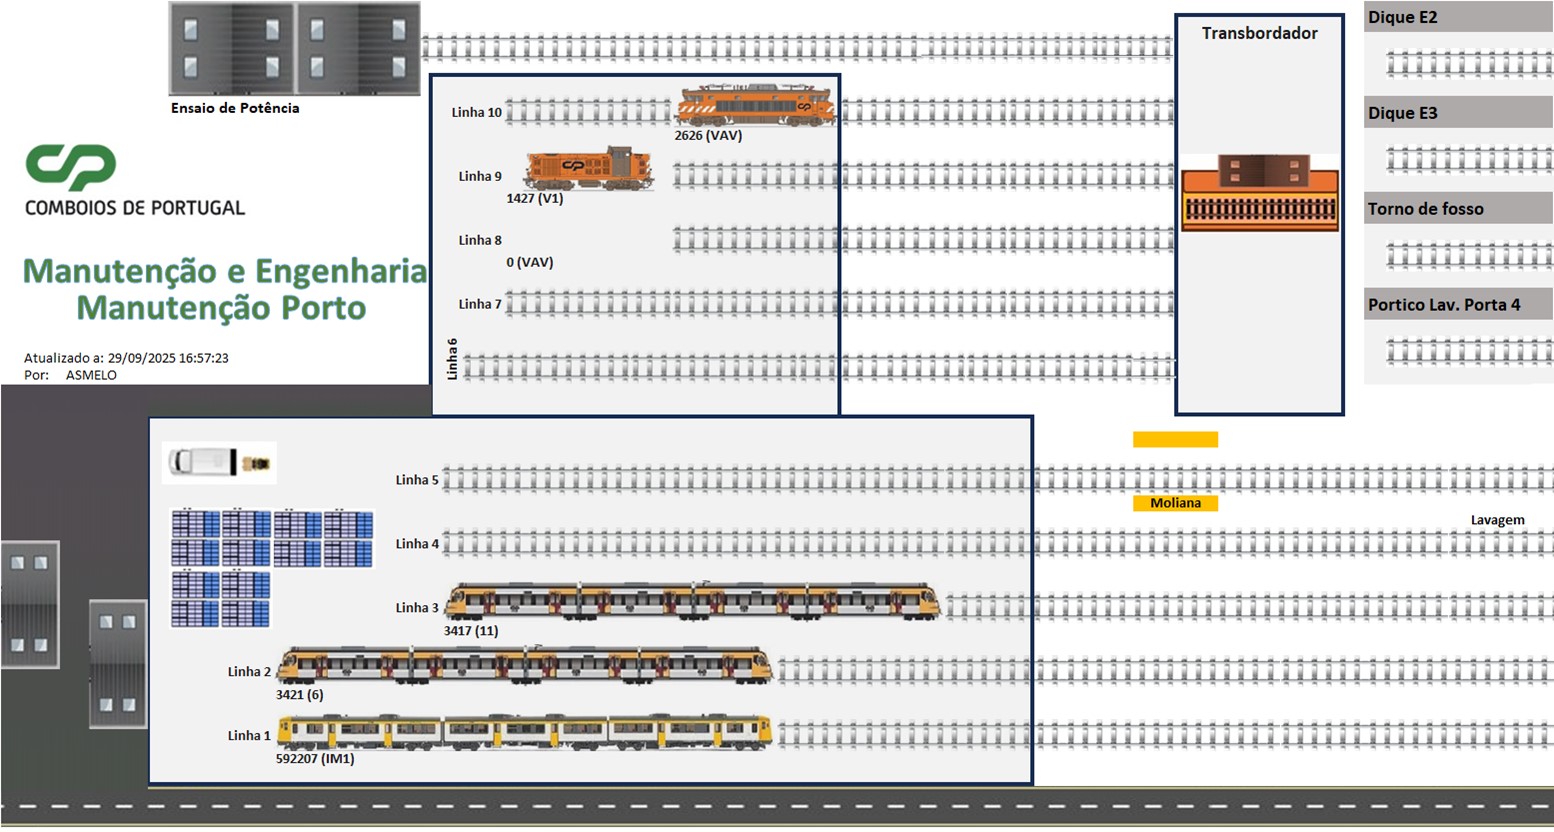 Ensaio de Potência
CP
COMBOIOS DE PORTUGAL
Manutenção e Engenharia
Manutenção Porto
Atualizado a: 29/09/2025 16:57:23
Por: ASMELO
Transbordador
Dique E2
Dique E3
Torno de fosso
Portico Lav. Porta 4
Linha 10
CP
2626 (VAV)
Linha 9
CP
1427 (V1)
Linha 8
0 (VAV)
Linha 7
Linha 6
Linha 5
Moliana
Lavagem
Linha 4
Linha 3
3417 (11)
Linha 2
3421 (6)
Linha 1
592207 (IM1)